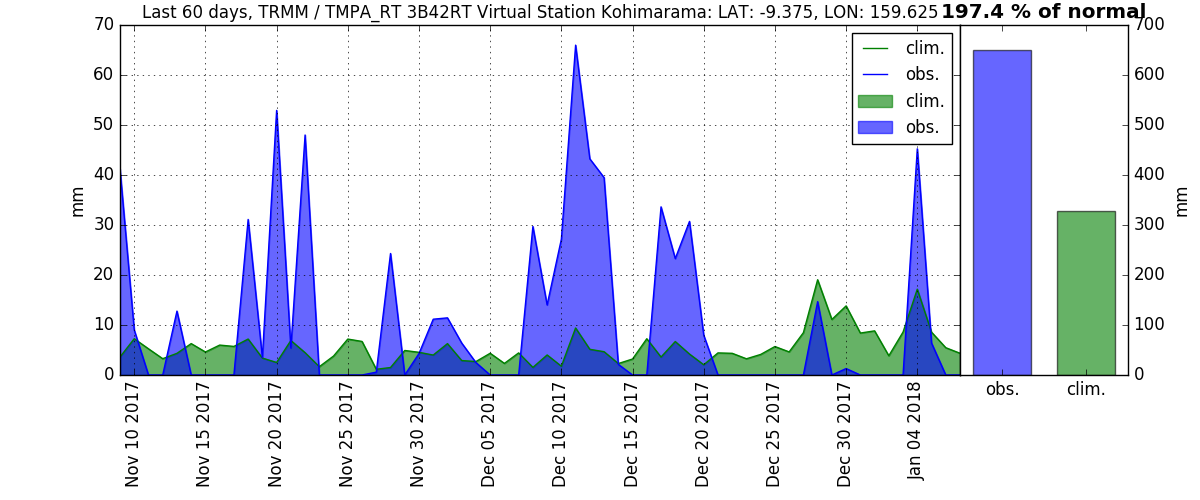 Last 60 days, TRMM / TMPA_RT 3B42RT Virtual Station Kohimarama: LAT: -9.375, LON: 159.625
197.4 % of normal
70
60
50
40
30
20
10
0
mm
clim.
obs.
clim.
obs.
Nov 10 2017
Nov 15 2017
Nov 20 2017
Nov 25 2017
Nov 30 2017
Dec 05 2017
Dec 10 2017
Dec 15 2017
Dec 20 2017
Dec 25 2017
Dec 30 2017
Jan 04 2018
700
600
500
400
300
200
100
0
mm
obs.
clim.